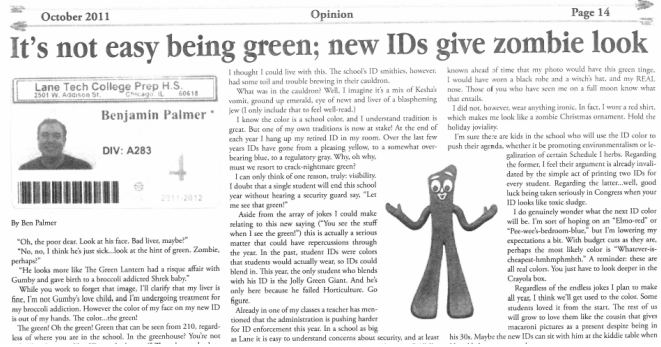 October 2011
Opinion
Page 14
It's not easy being green; new IDs give zombie look
Lane Tech College Prep H.S.
2501 W. Addison St. Chicago, IL 60618
Benjamin Palmer *
DIV: A283
4
2011-2012
By Ben Palmer
"Oh, the poor dear. Look at his face. Bad liver, maybe?"
"No, no, I think he's just sick...look at the hint of green. Zombie,
perhaps?"
"He looks more like The Green Lantern had a risque affair with
Gumby and gave birth to a broccoli addicted Shrek baby."
While you work to forget that image, I'll clarify that my liver is
fine, I'm not Gumby's love child, and I'm undergoing treatment for
my broccoli addiction. However the color of my face on my new ID
is out of my hands. The color...the green!
The green! Oh the green! Green that can be seen from 210, regard-
less of where you are in the school. In the greenhouse? You're not
I thought I could live with this. The school's ID smithies, however,
had some toil and trouble brewing in their cauldron.
What was in the cauldron? Well, I imagine it's a mix of Kesha's
vomit, ground up emerald, eye of newt and liver of a blaspheming
jew (I only include that to feel well-read.)
I know the color is a school color, and I understand tradition is
great. But one of my own traditions is now at stake! At the end of
each year I hang up my retired ID in my room. Over the last few
years IDs have gone from a pleasing yellow, to a somewhat over-
bearing blue, to a regulatory gray. Why, oh why,
must we resort to crack-nightmare green?
I can only think of one reason, truly: visibility.
I doubt that a single student will end this school
year without hearing a security guard say, "Let
me see that green!"
Aside from the array of jokes I could make
relating to this new saying ("You see the stuff
when I see the green!") this is actually a serious
matter that could have repercussions through
the year. In the past, student IDs were colors
that students would actually wear, so IDs could
blend in. This year, the only student who blends
with his ID is the Jolly Green Giant. And he's
only here because he failed Horticulture. Go
figure.
Already in one of my classes a teacher has men-
tioned that the administration is pushing harder
for ID enforcement this year. In a school as big
as Lane it is easy to understand concerns about security, and at least
known ahead of time that my photo would have this green tinge,
I would have worn a black robe and a witch's hat, and my REAL
nose. Those of you who have seen me on a full moon know what
that entails.
I did not, however, wear anything ironic. In fact, I wore a red shirt,
which makes me look like a zombie Christmas ornament. Hold the
holiday joviality.
I'm sure there are kids in the school who will use the ID color to
push their agenda, whether it be promoting environmentalism or le-
galization of certain Schedule I herbs. Regarding
the former, I feel their argument is already invali-
dated by the simple act of printing two IDs for
every student. Regarding the latter...well, good
luck being taken seriously in Congress when your
ID looks like toxic sludge.
I do genuinely wonder what the next ID color
will be. I'm sort of hoping on an "Elmo-red" or
"Pee-wee's-bedroom-blue," but I'm lowering my
expectations a bit. With budget cuts as they are,
perhaps the most likely color is "Whatever-is-
cheapest-hmhphmhth." A reminder: these are
all real colors. You just have to look deeper in the
Crayola box.
Regardless of the endless jokes I plan to make
all year, I think we'll get used to the color. Some
students loved it from the start. The rest of us
will grow to love them like the cousin that gives
macaroni pictures as a present despite being in
his 30s. Maybe the new IDs can sit with him at the kiddie table when